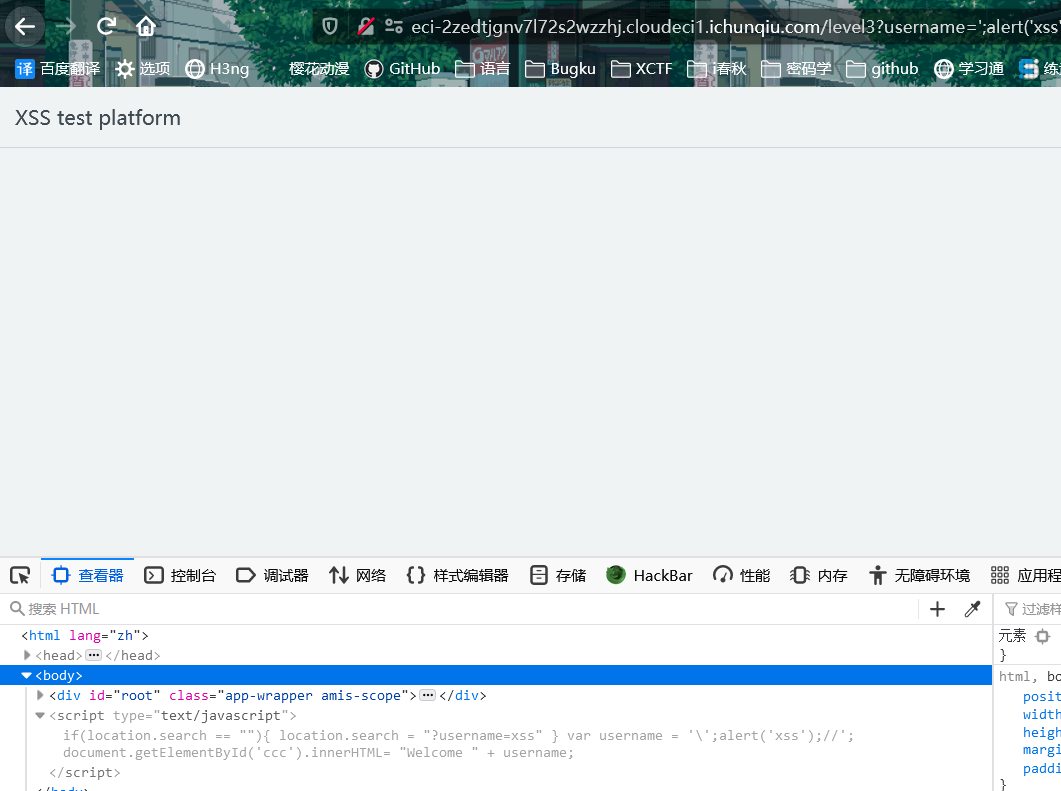 eci-2zedtjgnv7l72s2wzzhj.cloudeci1.ichunqiu.com/level3?username=';alert('xss'
译 百度翻译 选项 H3ng 樱花动漫 GitHub 语言 Bugku XCTF i春秋 密码学 github 学习通
XSS test platform
查看器 控制台 调试器 网络 {} 样式编辑器 存储 HackBar 性能 内存 无障碍环境 应用程
搜索 HTML
过滤样
<html lang="zh">
元素
<head> ••• </head>
}
<body>
html, bo
<div id="root" class="app-wrapper amis-scope"> ••• </div>
posit
<script type="text/javascript">
width
if(location.search == ""){ location.search = "?username=xss" } var username = '\';alert('xss');//';
heigh
document.getElementById('ccc').innerHTML= "Welcome " + username;
margi
</script>
paddi
}